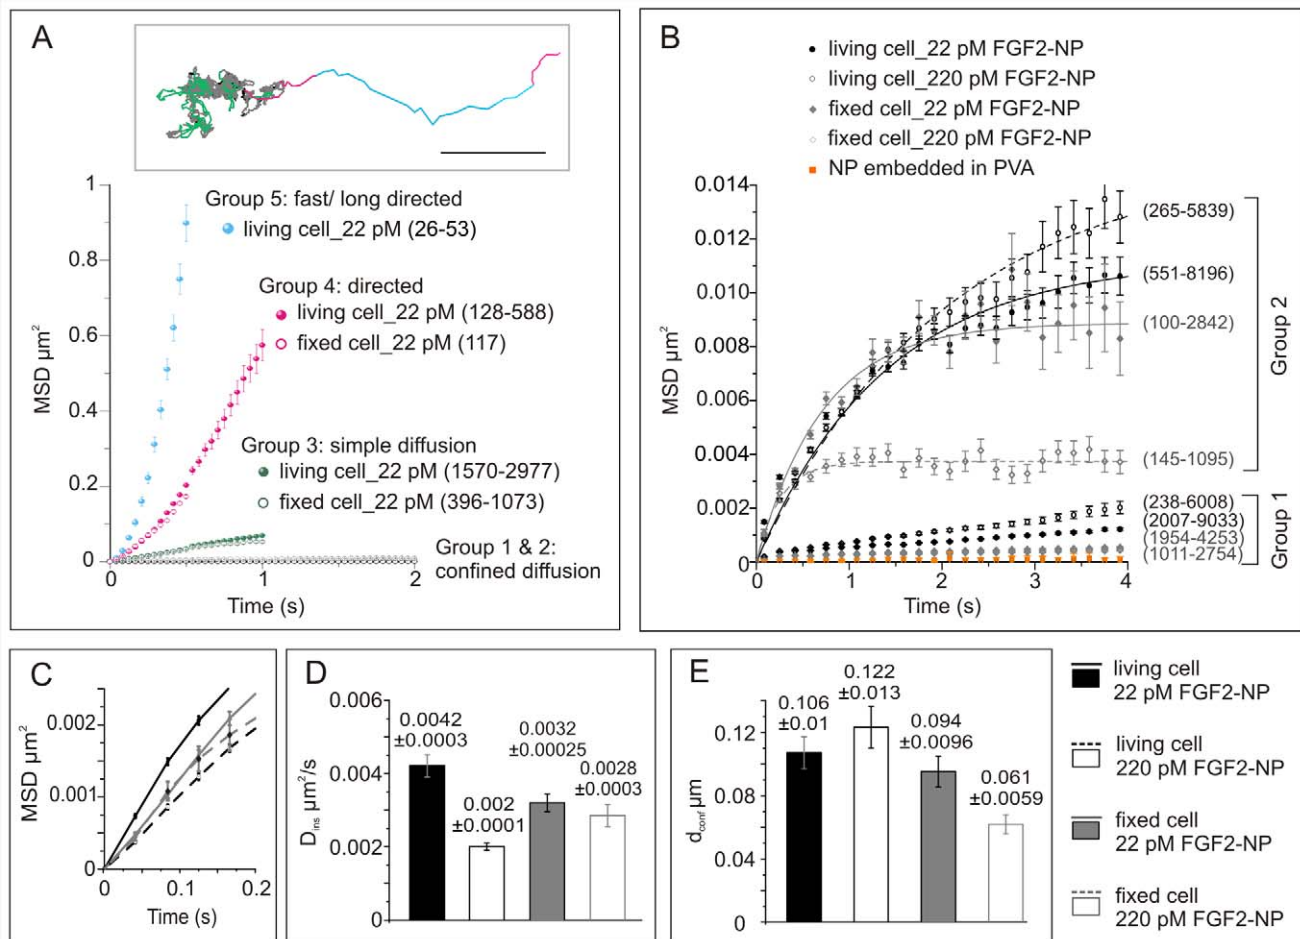 A
1
0.8
0.6
0.4
0.2
0
MSD µm²
Group 5: fast/ long directed
living cell_22 pM (26-53)
Group 4: directed
living cell_22 pM (128-588)
fixed cell_22 pM (117)
Group 3: simple diffusion
living cell_22 pM (1570-2977)
fixed cell_22 pM (396-1073)
Group 1 & 2:
confined diffusion
0
1
2
Time (s)
B
living cell_22 pM FGF2-NP
living cell_220 pM FGF2-NP
fixed cell_22 pM FGF2-NP
fixed cell_220 pM FGF2-NP
NP embedded in PVA
0.014
0.012
0.010
0.008
0.006
0.004
0.002
0
MSD µm²
(265-5839)
(551-8196)
(100-2842)
(145-1095)
Group 2
(238-6008)
(2007-9033)
(1954-4253)
(1011-2754)
Group 1
0
1
2
3
4
Time (s)
C
0.002
0.001
0
MSD µm²
0
0.1
0.2
Time (s)
D
0.006
0.004
0.002
0
D_ins µm²/s
0.0042
±0.0003
0.002
±0.0001
0.0032
±0.00025
0.0028
±0.0003
E
0.12
0.08
0.04
0
d_conf µm
0.106
±0.01
0.122
±0.013
0.094
±0.0096
0.061
±0.0059
living cell
22 pM FGF2-NP
living cell
220 pM FGF2-NP
fixed cell
22 pM FGF2-NP
fixed cell
220 pM FGF2-NP